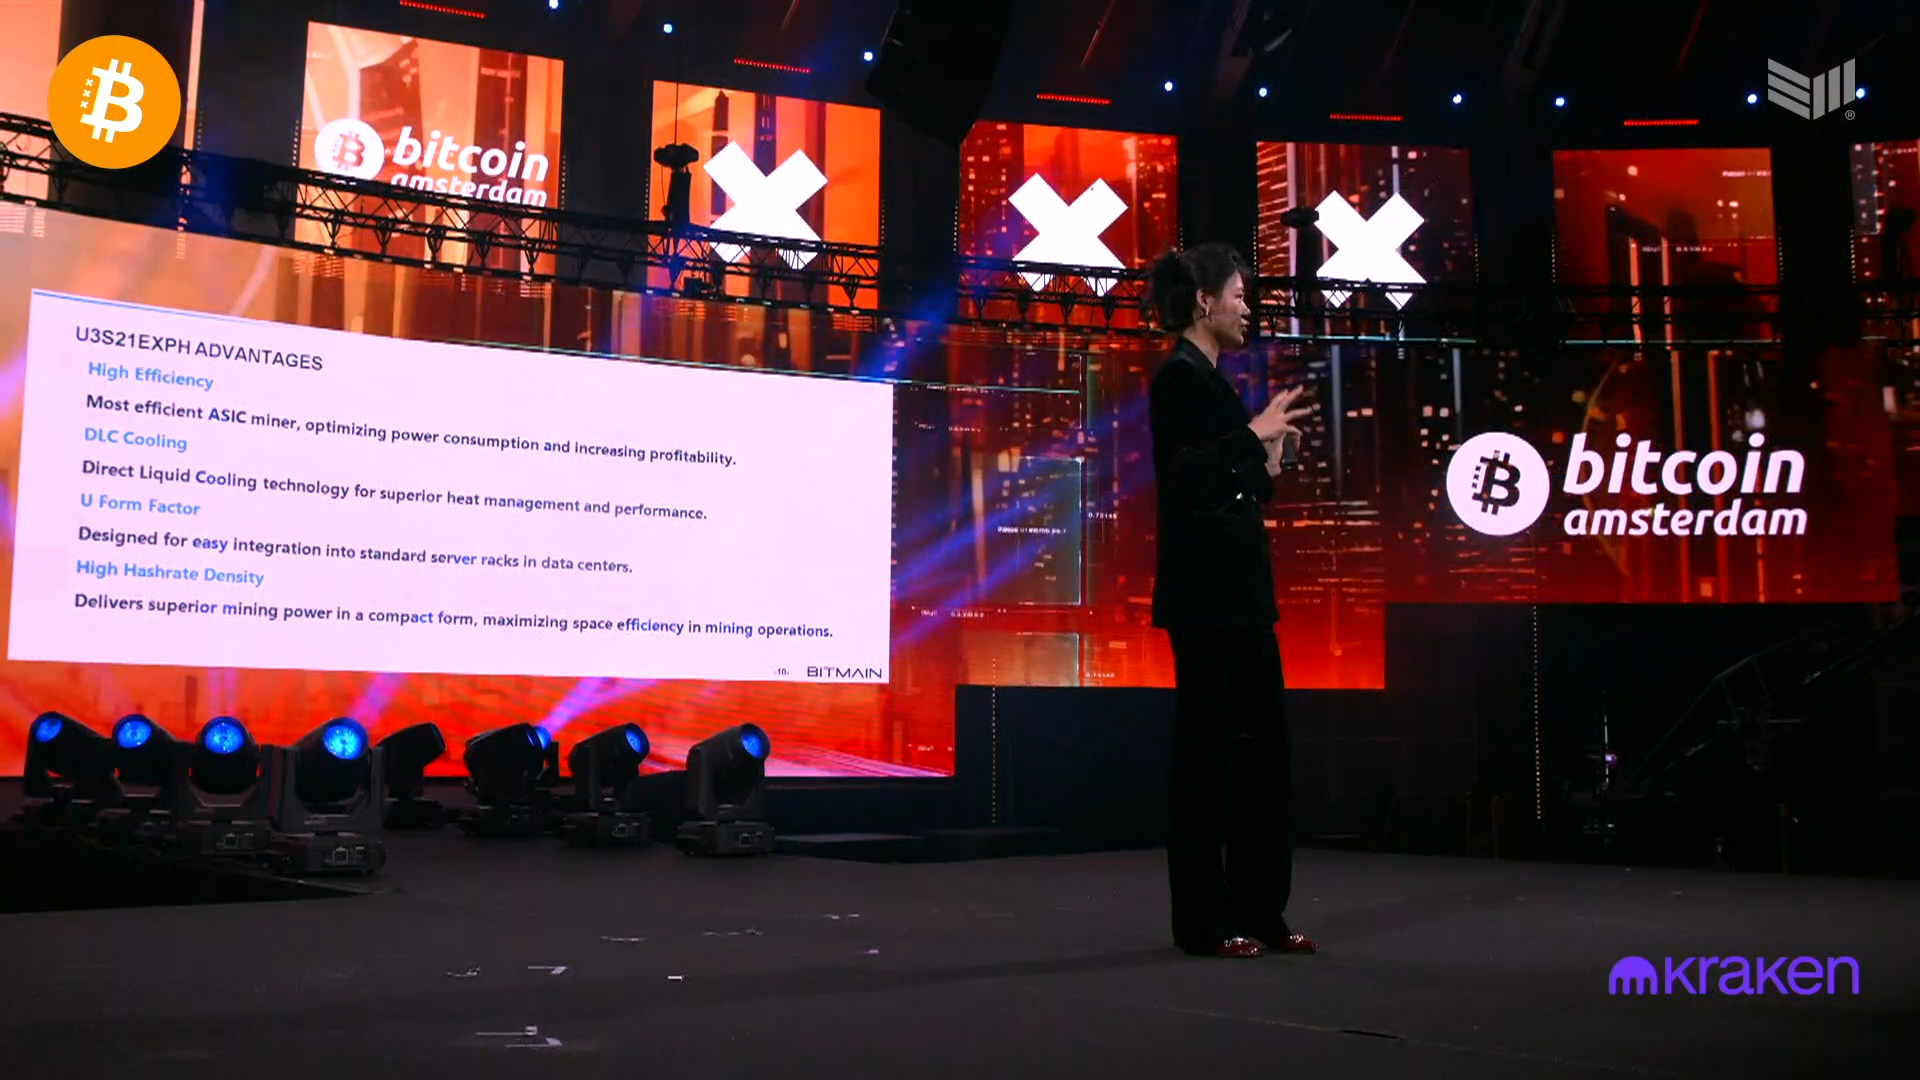 bitcoin
amsterdam
U3S21EXPH ADVANTAGES
High Efficiency
Most efficient ASIC miner, optimizing power consumption and increasing profitability.
DLC Cooling
Direct Liquid Cooling technology for superior heat management and performance.
U Form Factor
Designed for easy integration into standard server racks in data centers.
High Hashrate Density
Delivers superior mining power in a compact form, maximizing space efficiency in mining operations.
-10-
BITMAIN
bitcoin
amsterdam
kraken